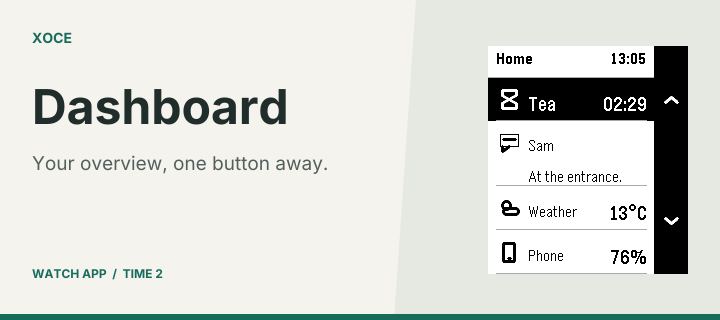 XOCE
Dashboard
Your overview, one button away.
WATCH APP / TIME 2
Home 13:05
Tea 02:29
Sam
At the entrance.
Weather 13°C
Phone 76%